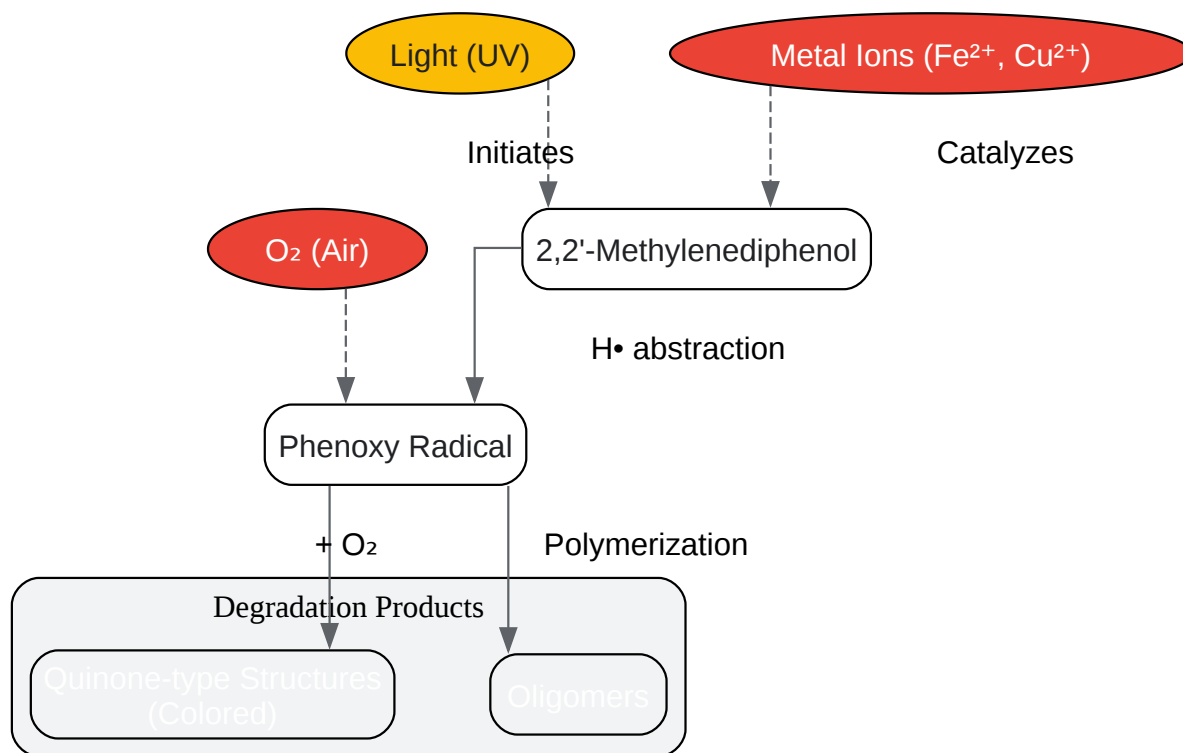 Light (UV)
Metal Ions (Fe²⁺, Cu²⁺)
Initiates
Catalyzes
O₂ (Air)
2,2'-Methylenediphenol
H• abstraction
Phenoxy Radical
+ O₂
Polymerization
Degradation Products
Quinone-type Structures
(Colored)
Oligomers